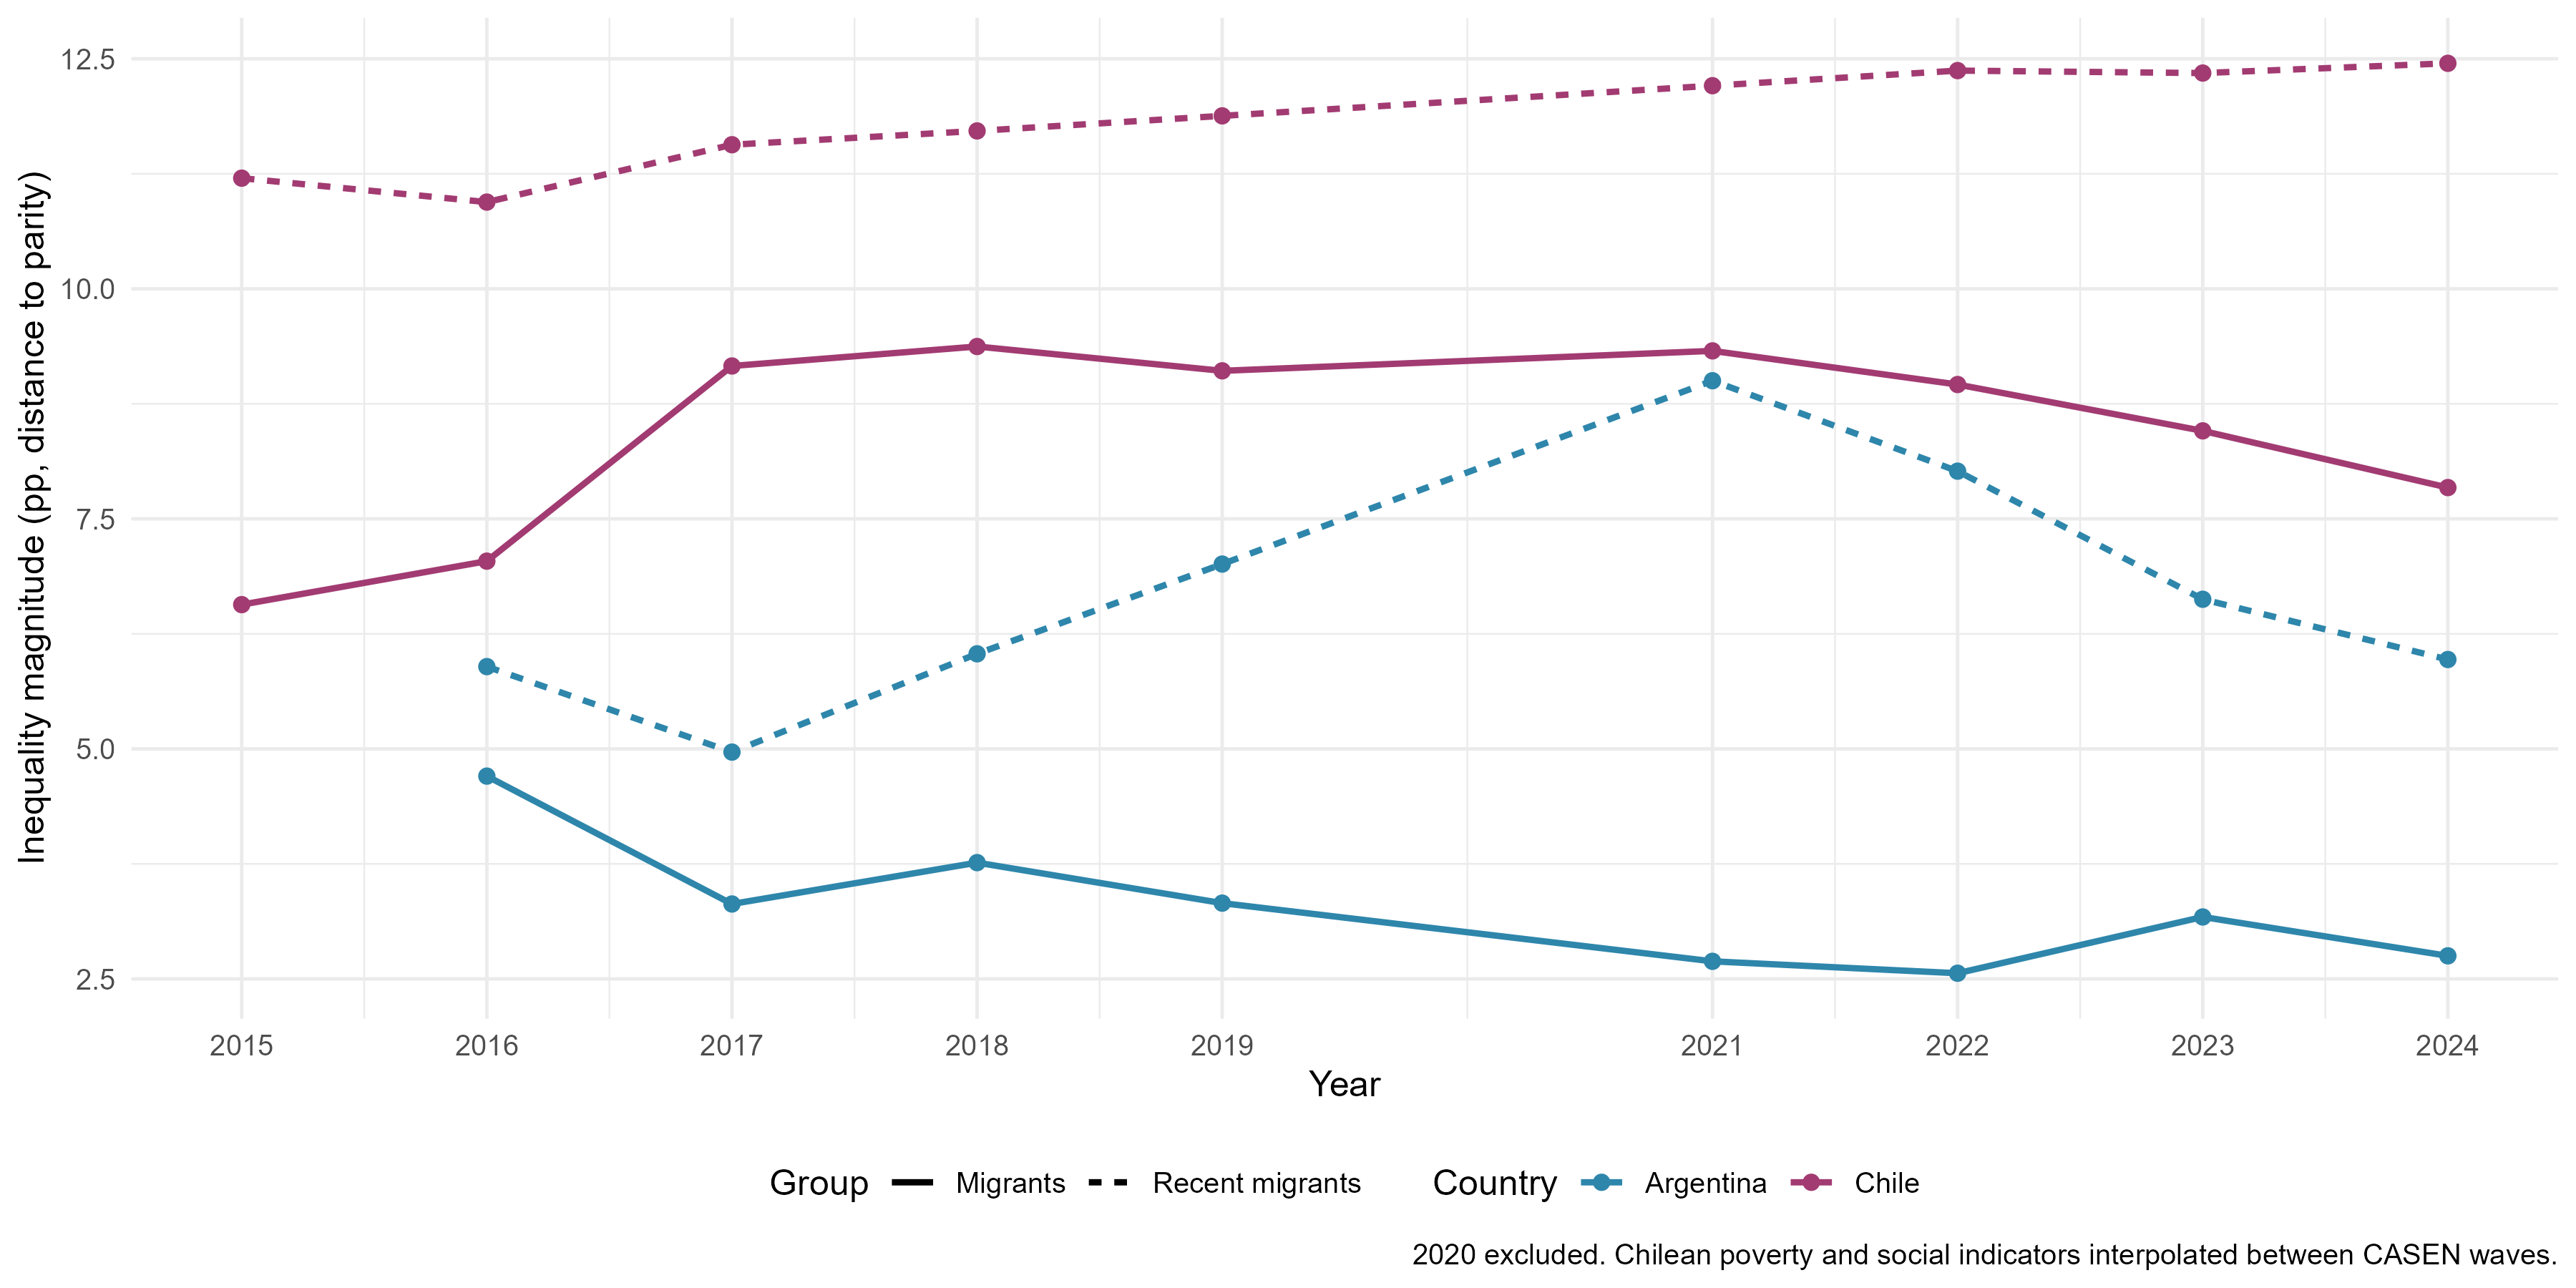 Inequality magnitude (pp, distance to parity)
12.5
10.0
7.5
5.0
2.5
2015 2016 2017 2018 2019 2021 2022 2023 2024
Year
Group Migrants Recent migrants Country Argentina Chile
2020 excluded. Chilean poverty and social indicators interpolated between CASEN waves.